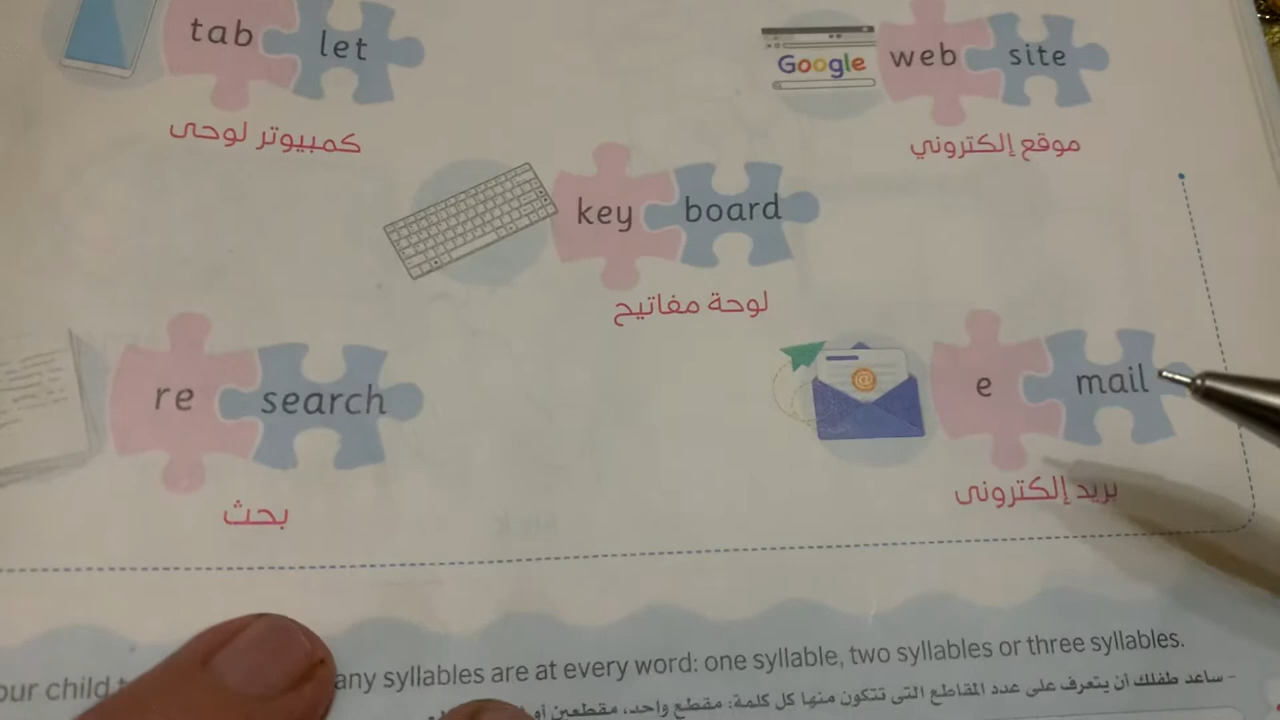 tab let
كمبيوتر لوحى
Google
web site
موقع إلكتروني
key board
لوحة مفاتيح
re search
بحث
@
e mail
بريد إلكترونى
our child
any syllables are at every word: one syllable, two syllables or three syllables.
- ساعد طفلك أن يتعرف على عدد المقاطع التى تتكون منها كل كلمة: مقطع واحد، مقطعين أو